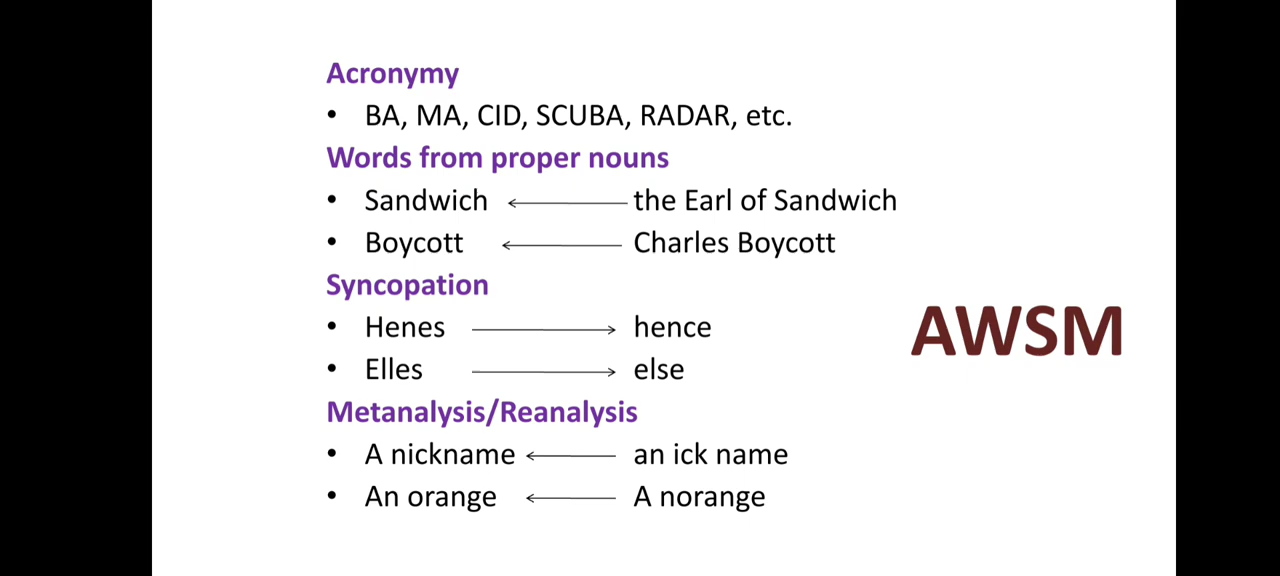 Acronymy
• BA, MA, CID, SCUBA, RADAR, etc.
Words from proper nouns
• Sandwich ← the Earl of Sandwich
• Boycott ← Charles Boycott
Syncopation
• Henes → hence
• Elles → else
Metanalysis/Reanalysis
• A nickname ← an ick name
• An orange ← A norange
AWSM